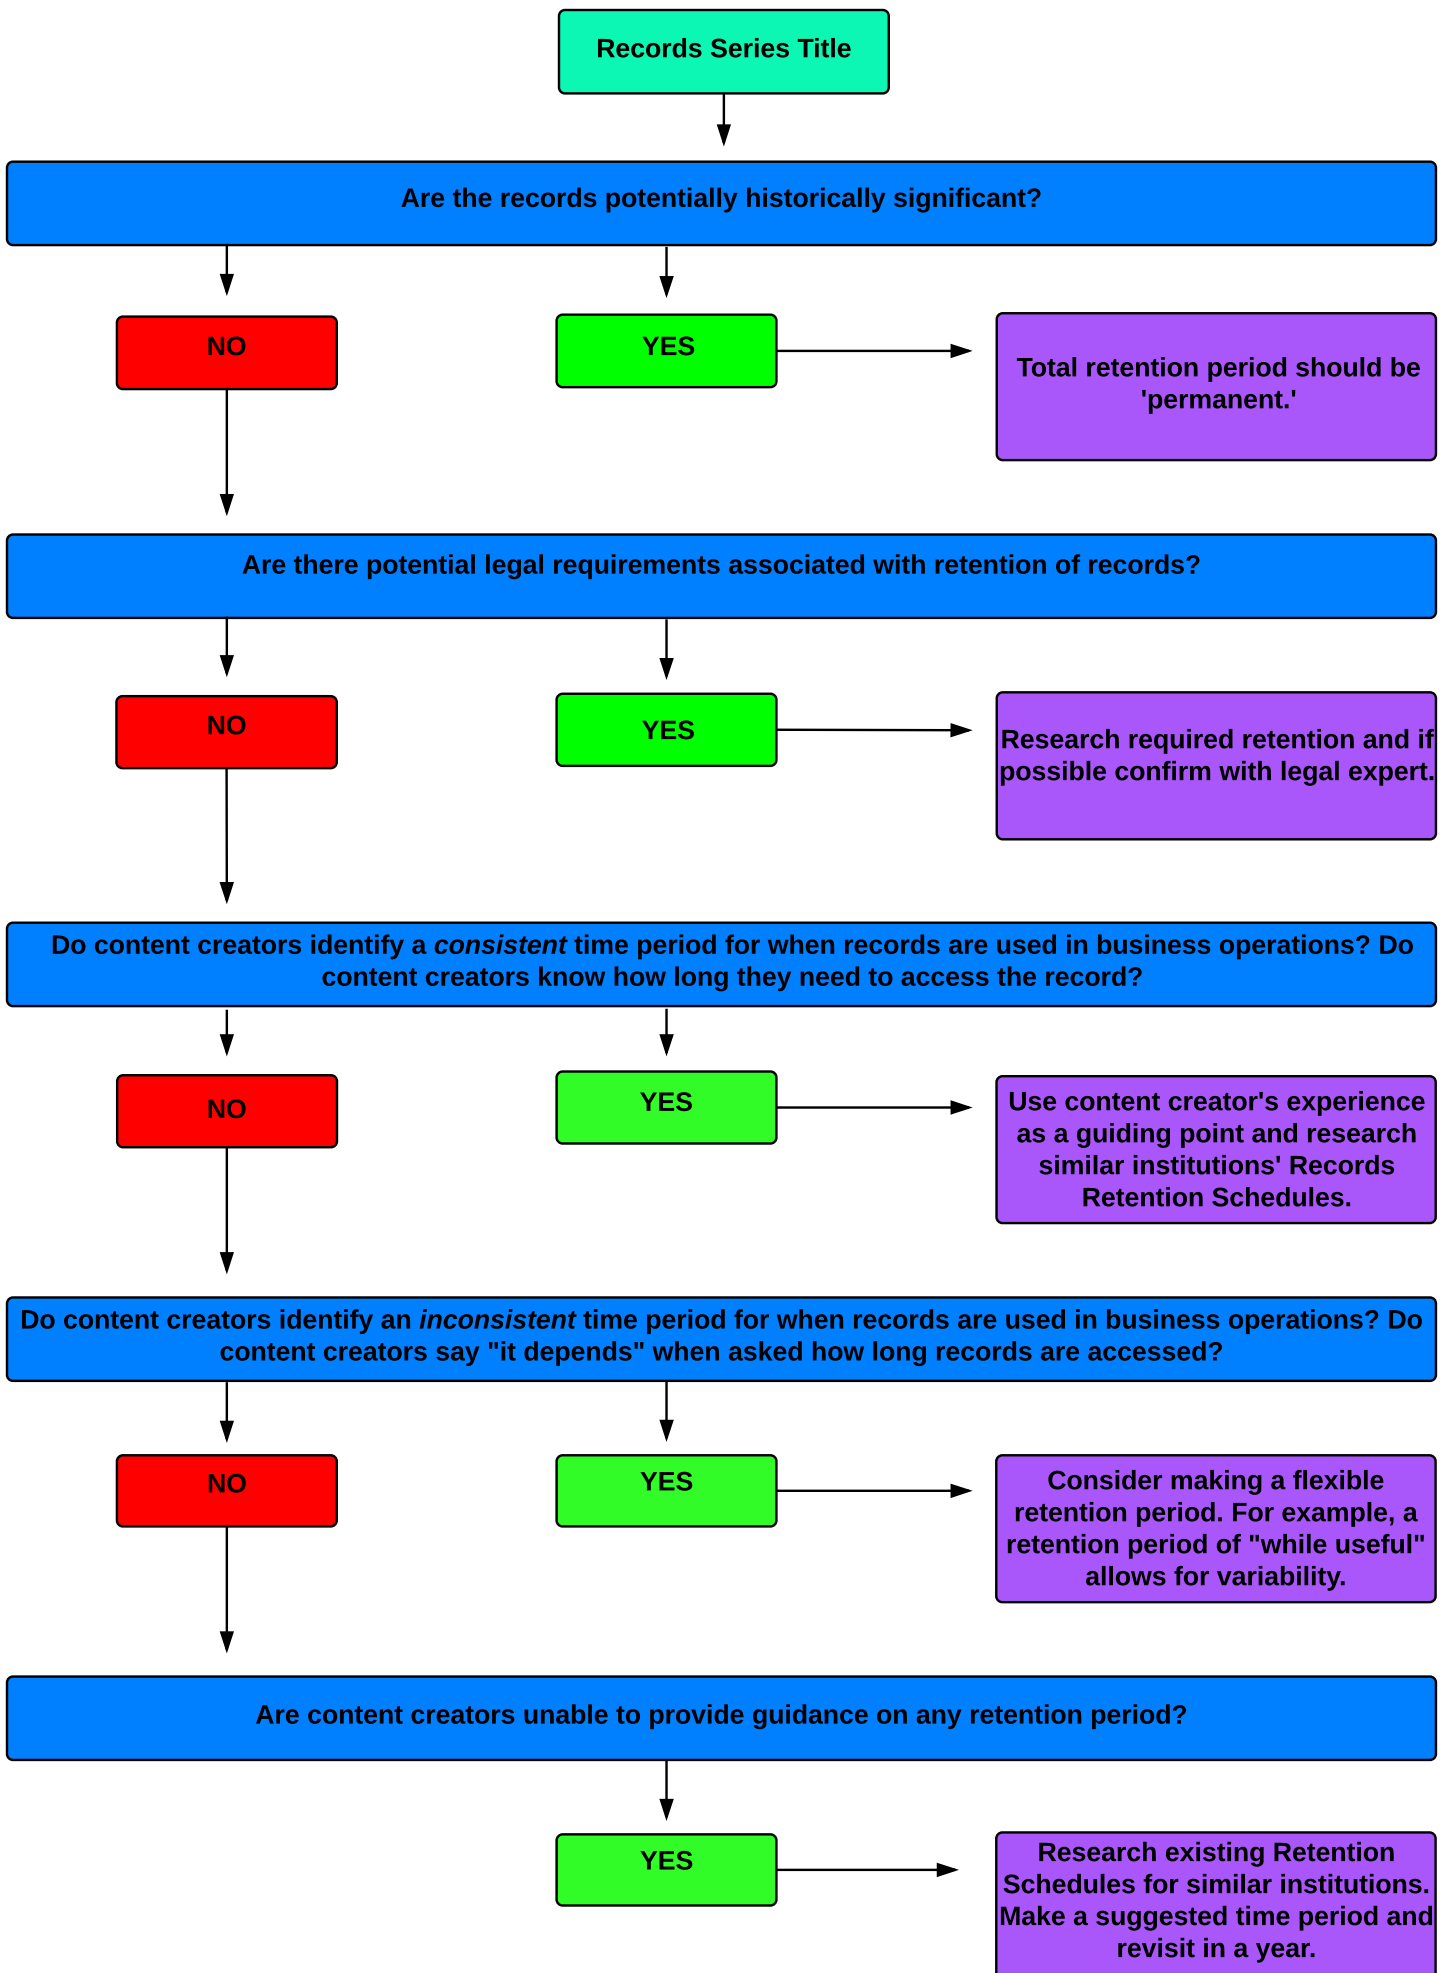 Records Series Title
Are the records potentially historically significant?
NO
YES
Total retention period should be
'permanent.'
Are there potential legal requirements associated with retention of records?
NO
YES
Research required retention and if
possible confirm with legal expert.
Do content creators identify a consistent time period for when records are used in business operations? Do
content creators know how long they need to access the record?
NO
YES
Use content creator's experience
as a guiding point and research
similar institutions' Records
Retention Schedules.
Do content creators identify an inconsistent time period for when records are used in business operations? Do
content creators say "it depends" when asked how long records are accessed?
NO
YES
Consider making a flexible
retention period. For example, a
retention period of "while useful"
allows for variability.
Are content creators unable to provide guidance on any retention period?
YES
Research existing Retention
Schedules for similar institutions.
Make a suggested time period and
revisit in a year.